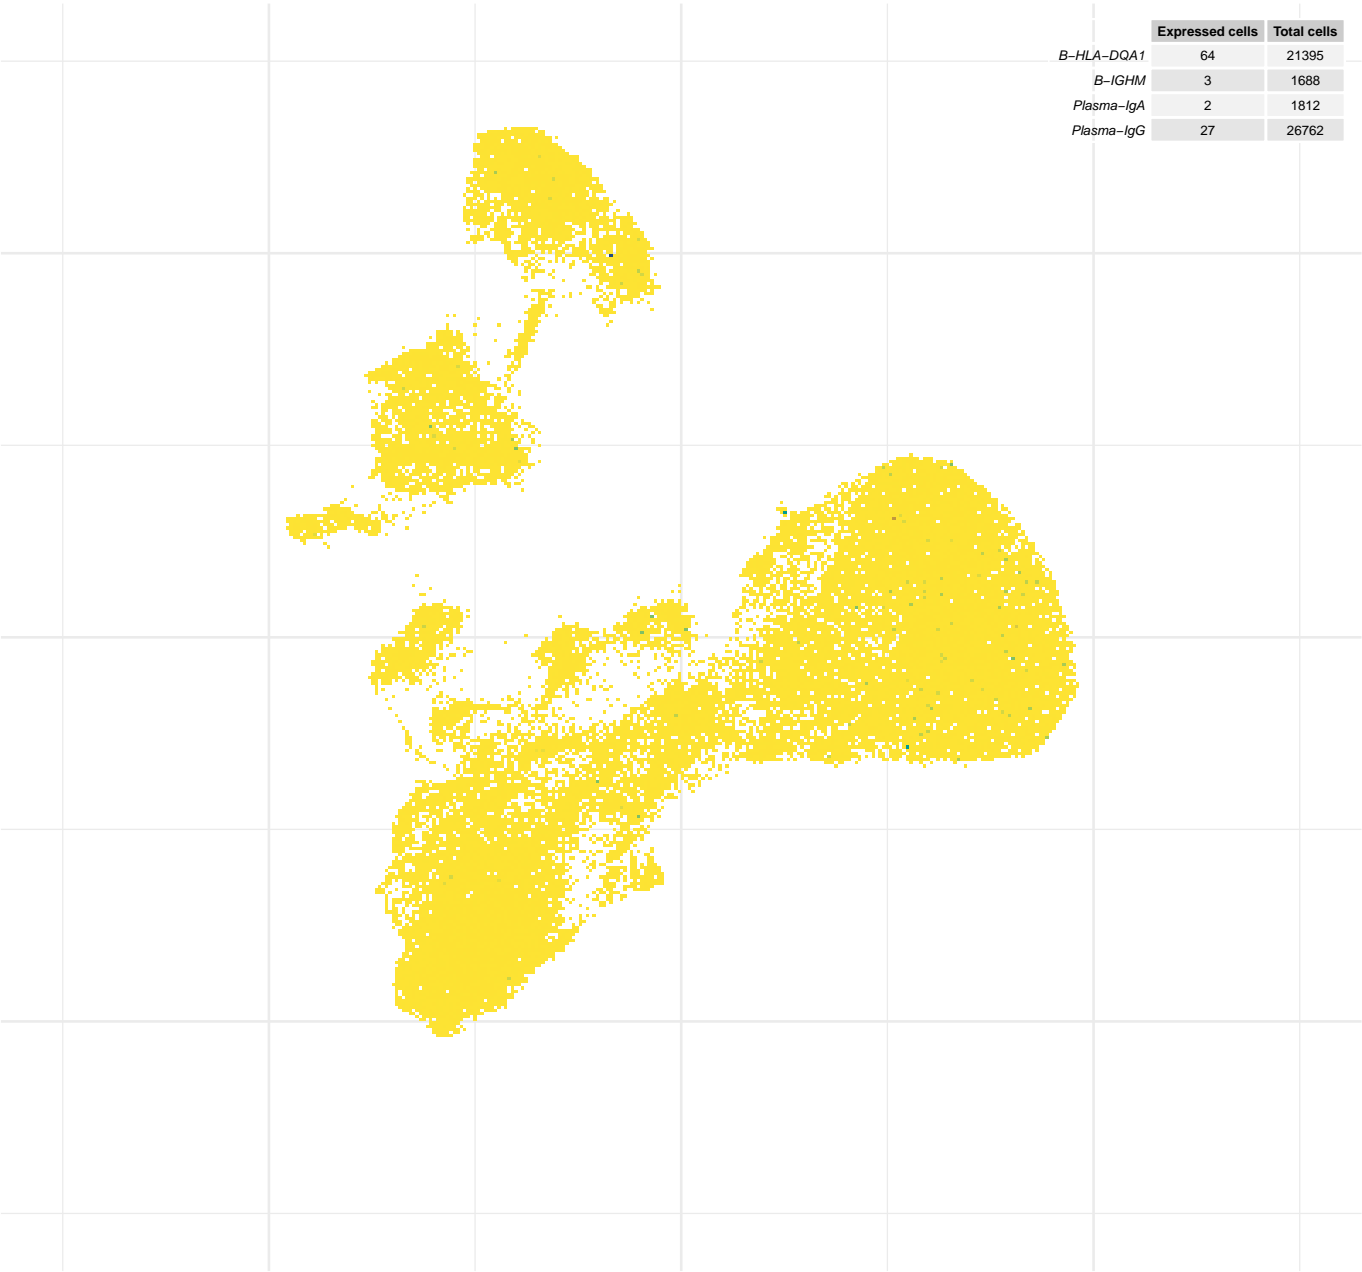 Expressed cells Total cells
B-HLA-DQA1 64 21395
B-IGHM 3 1688
Plasma-IgA 2 1812
Plasma-IgG 27 26762